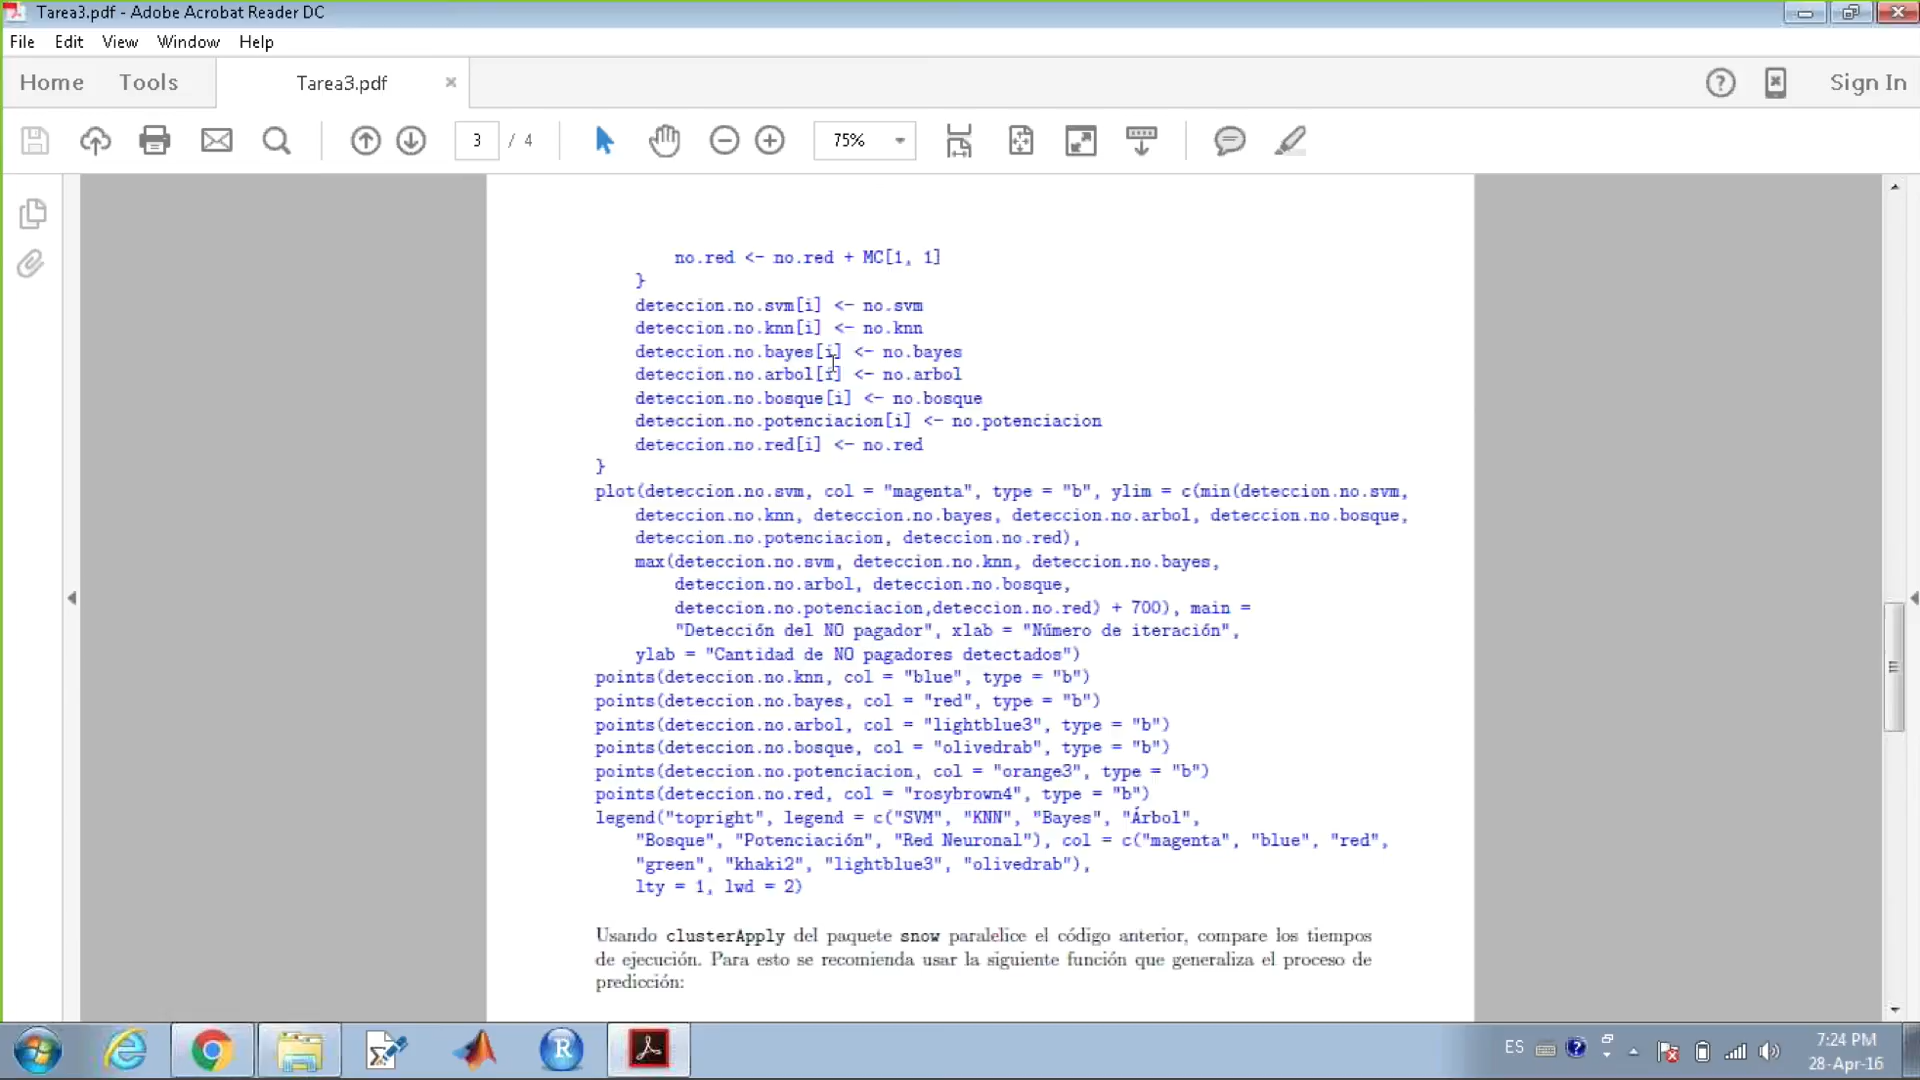 Tarea3.pdf - Adobe Acrobat Reader DC
File Edit View Window Help
Home Tools Tarea3.pdf Sign In
3 / 4 75%
no.red <- no.red + MC[1, 1]
}
deteccion.no.svm[i] <- no.svm
deteccion.no.knn[i] <- no.knn
deteccion.no.bayes[i] <- no.bayes
deteccion.no.arbol[i] <- no.arbol
deteccion.no.bosque[i] <- no.bosque
deteccion.no.potenciacion[i] <- no.potenciacion
deteccion.no.red[i] <- no.red
}
plot(deteccion.no.svm, col = "magenta", type = "b", ylim = c(min(deteccion.no.svm,
deteccion.no.knn, deteccion.no.bayes, deteccion.no.arbol, deteccion.no.bosque,
deteccion.no.potenciacion, deteccion.no.red),
max(deteccion.no.svm, deteccion.no.knn, deteccion.no.bayes,
deteccion.no.arbol, deteccion.no.bosque,
deteccion.no.potenciacion,deteccion.no.red) + 700), main =
"Detección del NO pagador", xlab = "Número de iteración",
ylab = "Cantidad de NO pagadores detectados")
points(deteccion.no.knn, col = "blue", type = "b")
points(deteccion.no.bayes, col = "red", type = "b")
points(deteccion.no.arbol, col = "lightblue3", type = "b")
points(deteccion.no.bosque, col = "olivedrab", type = "b")
points(deteccion.no.potenciacion, col = "orange3", type = "b")
points(deteccion.no.red, col = "rosybrown4", type = "b")
legend("topright", legend = c("SVM", "KNN", "Bayes", "Árbol",
"Bosque", "Potenciación", "Red Neuronal"), col = c("magenta", "blue", "red",
"green", "khaki2", "lightblue3", "olivedrab"),
lty = 1, lwd = 2)
Usando clusterApply del paquete snow paralelice el código anterior, compare los tiempos
de ejecución. Para esto se recomienda usar la siguiente función que generaliza el proceso de
predicción:
ES
7:24 PM
28-Apr-16